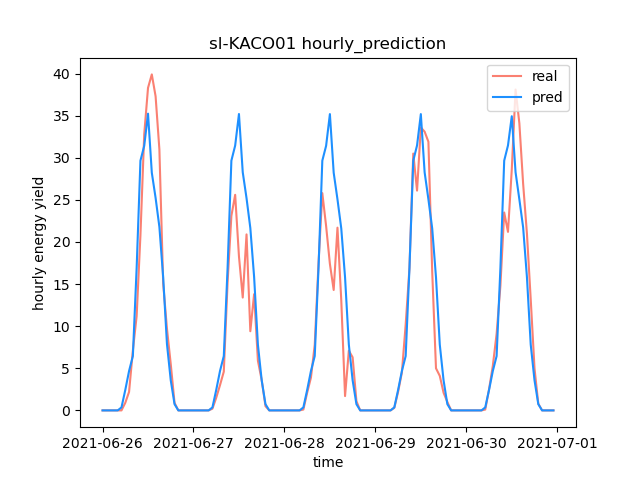 sl-KACO01 hourly_prediction
real
pred
hourly energy yield
40
35
30
25
20
15
10
5
0
2021-06-26 2021-06-27 2021-06-28 2021-06-29 2021-06-30 2021-07-01
time